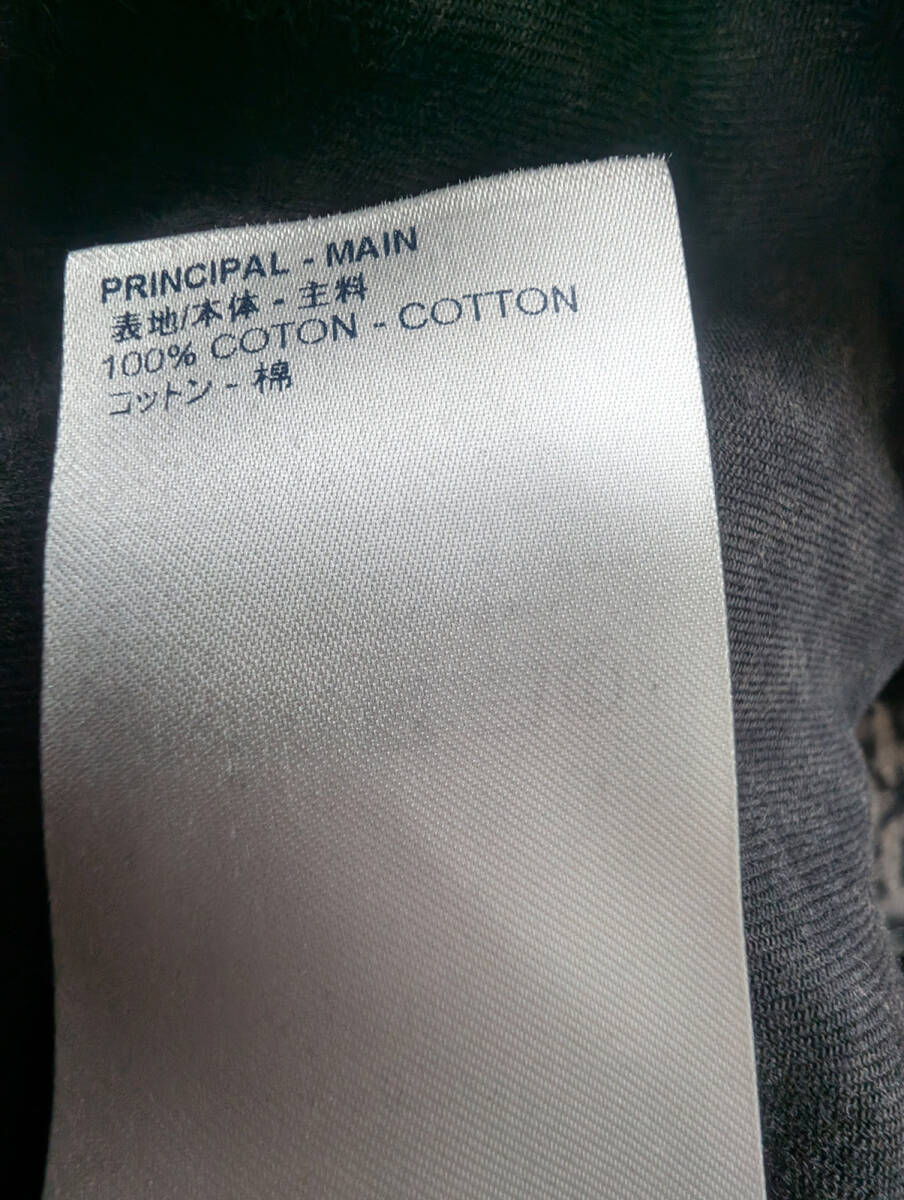 PRINCIPAL - MAIN
表地/本体 - 主料
100% COTON - COTTON
コットン - 棉